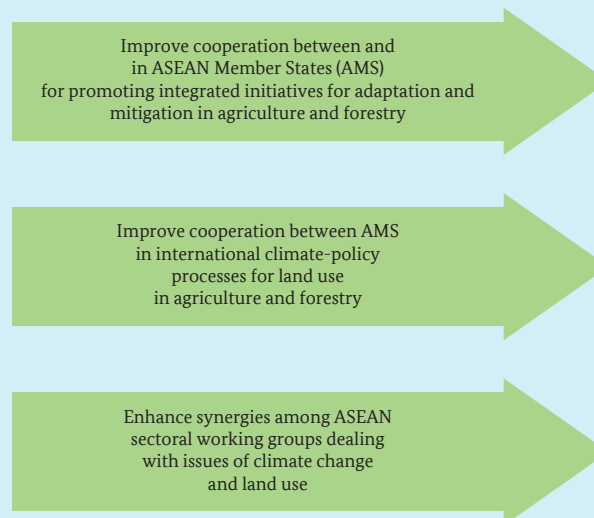 Improve cooperation between and
in ASEAN Member States (AMS)
for promoting integrated initiatives for adaptation and
mitigation in agriculture and forestry
Improve cooperation between AMS
in international climate-policy
processes for land use
in agriculture and forestry
Enhance synergies among ASEAN
sectoral working groups dealing
with issues of climate change
and land use